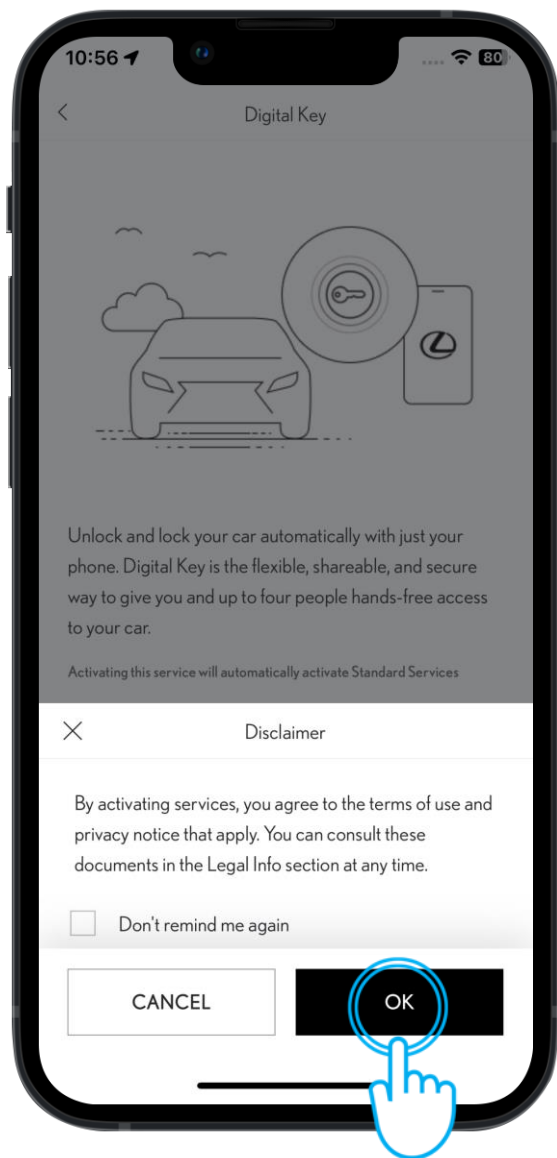 10:56
80
Digital Key
Unlock and lock your car automatically with just your
phone. Digital Key is the flexible, shareable, and secure
way to give you and up to four people hands-free access
to your car.
Activating this service will automatically activate Standard Services
Disclaimer
By activating services, you agree to the terms of use and
privacy notice that apply. You can consult these
documents in the Legal Info section at any time.
Don't remind me again
CANCEL
OK